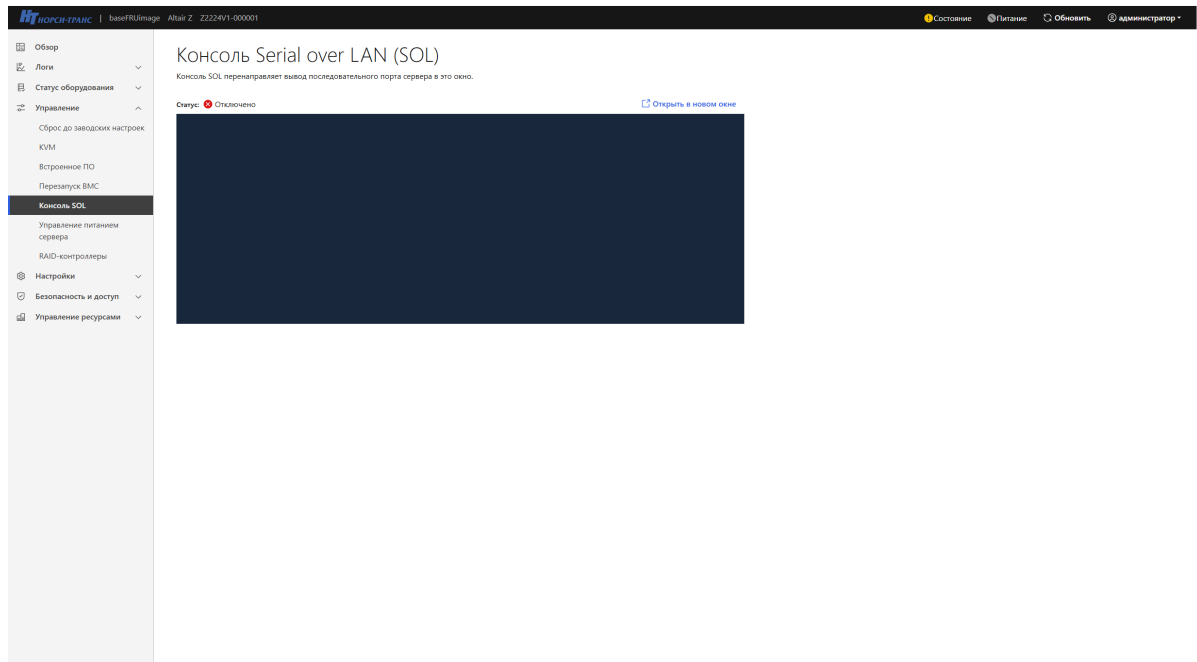 НТ НОРСИ-ТРАНС | baseFRUimage Altair Z Z2224V1-000001 Состояние Питание Обновить администратор
Обзор
Логи
Статус оборудования
Управление
Сброс до заводских настроек
KVM
Встроенное ПО
Перезапуск BMC
Консоль SOL
Управление питанием
сервера
RAID-контроллеры
Настройки
Безопасность и доступ
Управление ресурсами
Консоль Serial over LAN (SOL)
Консоль SOL перенаправляет вывод последовательного порта сервера в это окно.
Статус: Отключено
Открыть в новом окне